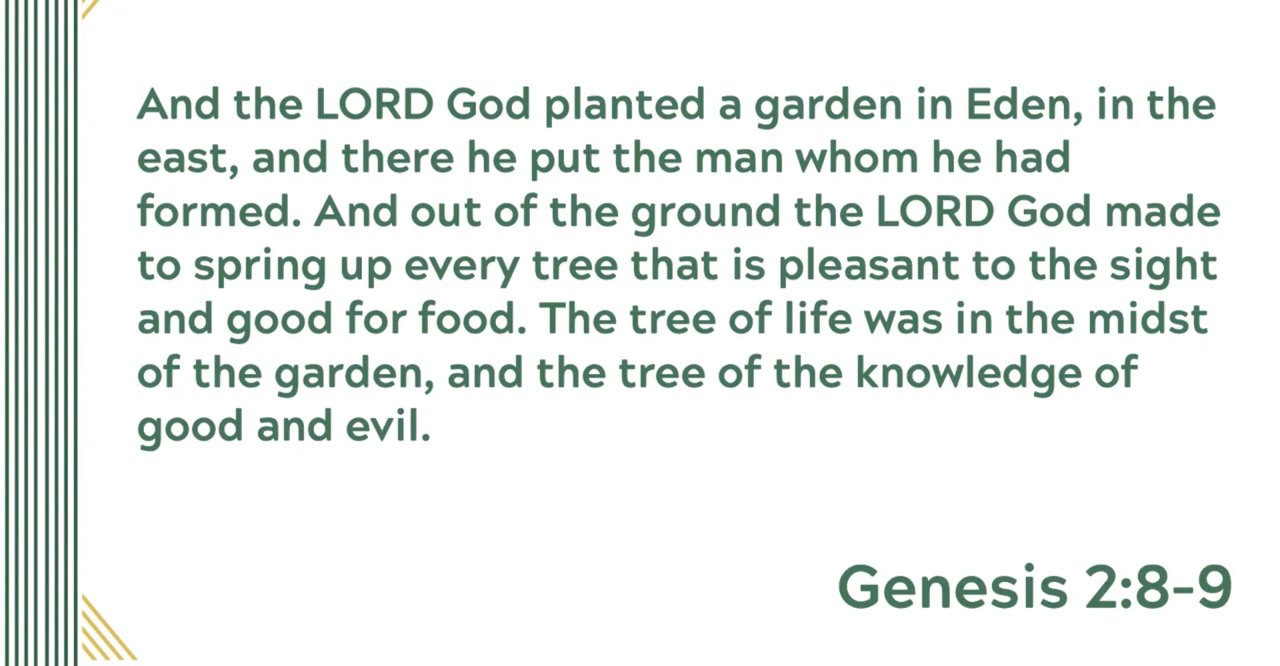 And the LORD God planted a garden in Eden, in the
east, and there he put the man whom he had
formed. And out of the ground the LORD God made
to spring up every tree that is pleasant to the sight
and good for food. The tree of life was in the midst
of the garden, and the tree of the knowledge of
good and evil.
Genesis 2:8-9